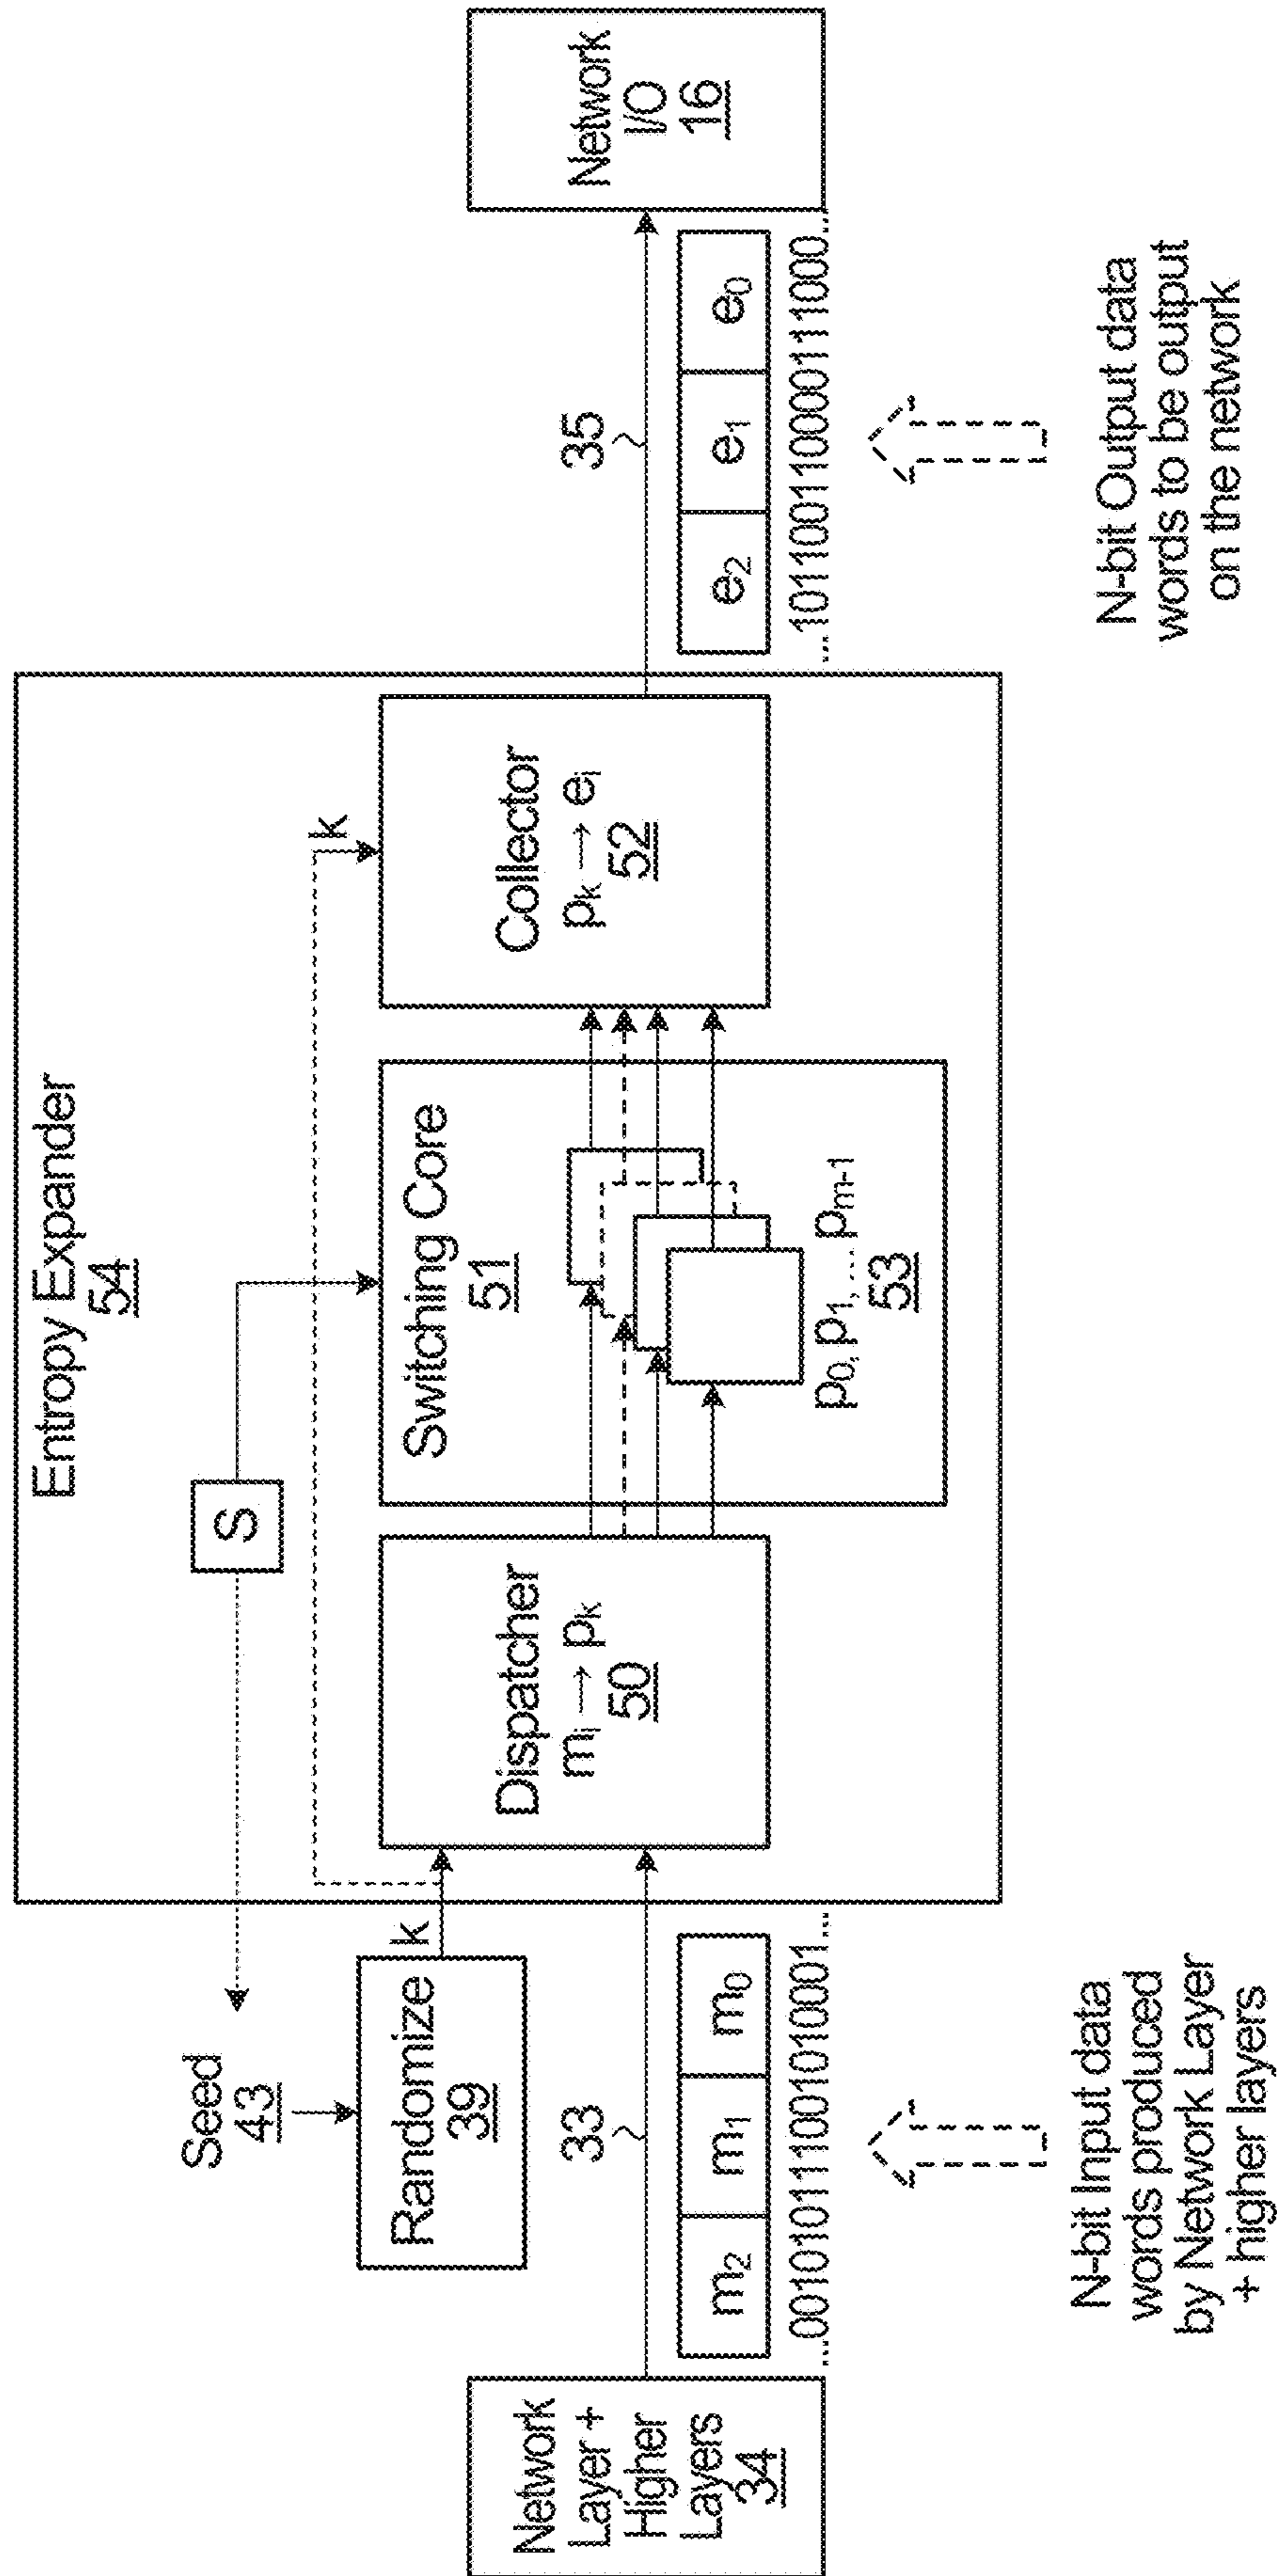 Entropy Expander
54
S
Seed
43
Randomize
39
k
k
Network
Layer +
Higher
Layers
34
33
m2 m1 m0
...001010111001010001...
N-bit Input data
words produced
by Network Layer
+ higher layers
Dispatcher
mi → pk
50
Switching Core
51
p0, p1,... pm-1
53
Collector
pk → ei
52
35
e2 e1 e0
...101100110000111000...
N-bit Output data
words to be output
on the network
Network
I/O
16